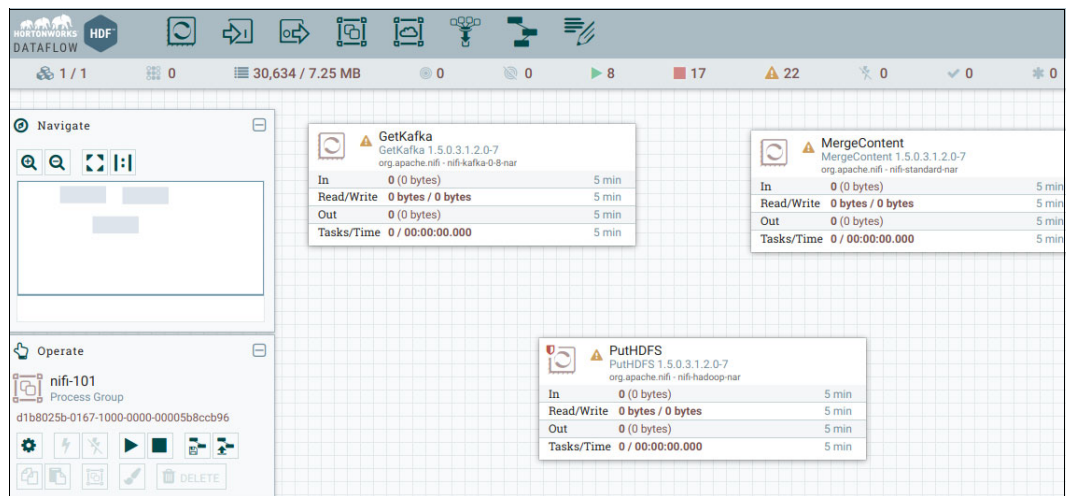 HORTONWORKS
DATAFLOW
HDF
1 / 1
0
30,634 / 7.25 MB
0
0
8
17
22
0
0
0
Navigate
Operate
nifi-101
Process Group
d1b8025b-0167-1000-0000-00005b8ccb96
DELETE
GetKafka
GetKafka 1.5.0.3.1.2.0-7
org.apache.nifi - nifi-kafka-0-8-nar
In 0 (0 bytes) 5 min
Read/Write 0 bytes / 0 bytes 5 min
Out 0 (0 bytes) 5 min
Tasks/Time 0 / 00:00:00.000 5 min
MergeContent
MergeContent 1.5.0.3.1.2.0-7
org.apache.nifi - nifi-standard-nar
In 0 (0 bytes) 5 min
Read/Write 0 bytes / 0 bytes 5 min
Out 0 (0 bytes) 5 min
Tasks/Time 0 / 00:00:00.000 5 min
PutHDFS
PutHDFS 1.5.0.3.1.2.0-7
org.apache.nifi - nifi-hadoop-nar
In 0 (0 bytes) 5 min
Read/Write 0 bytes / 0 bytes 5 min
Out 0 (0 bytes) 5 min
Tasks/Time 0 / 00:00:00.000 5 min